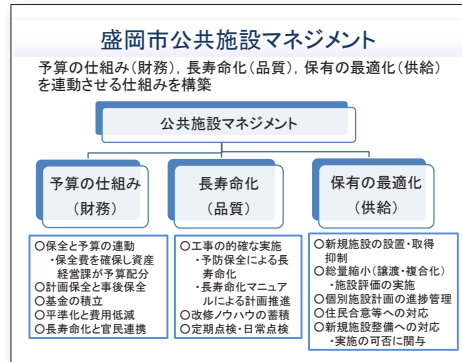 盛岡市公共施設マネジメント
予算の仕組み(財務)，長寿命化(品質)，保有の最適化(供給)
を連動させる仕組みを構築
公共施設マネジメント
予算の仕組み
(財務)
○保全と予算の連動
・保全費を確保し資産
経営課が予算配分
○計画保全と事後保全
○基金の積立
○平準化と費用低減
○長寿命化と官民連携
長寿命化
(品質)
○工事の的確な実施
・予防保全による長
寿命化
・長寿命化マニュア
ルによる計画推進
○改修ノウハウの蓄積
○定期点検・日常点検
保有の最適化
(供給)
○新規施設の設置・取得
抑制
○総量縮小(譲渡・複合化)
・施設評価の実施
○個別施設計画の進捗管理
○住民合意等への対応
○新規施設整備への対応
・実施の可否に関与